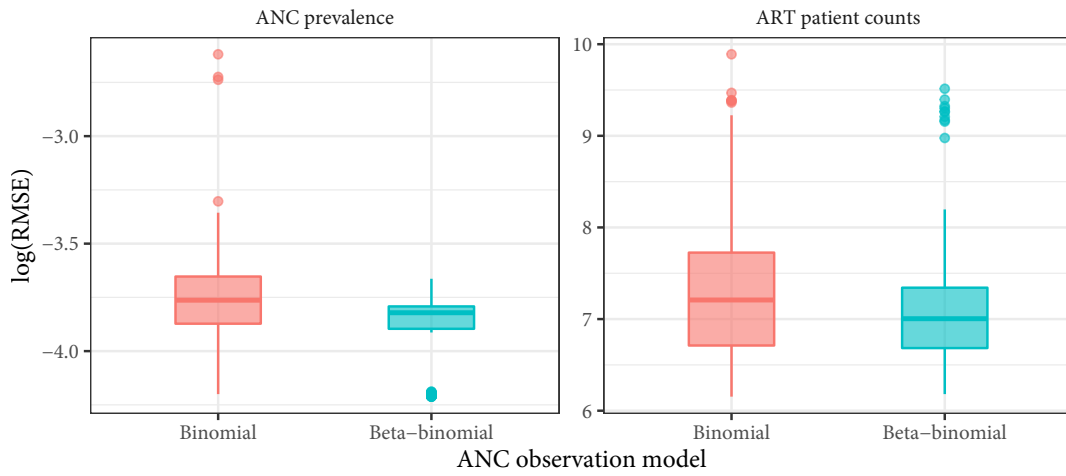 ANC prevalence
ART patient counts
log(RMSE)
−3.0
−3.5
−4.0
10
9
8
7
6
Binomial
Beta−binomial
Binomial
Beta−binomial
ANC observation model